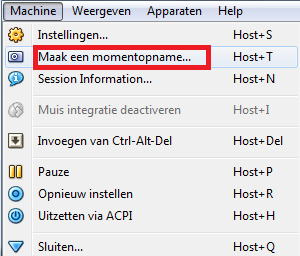 Machine Weergeven Apparaten Help
Instellingen... Host+S
Maak een momentopname... Host+T
Session Information... Host+N
Muis integratie deactiveren Host+I
Invoegen van Ctrl-Alt-Del Host+Del
Pauze Host+P
Opnieuw instellen Host+R
Uitzetten via ACPI Host+H
Sluiten... Host+Q